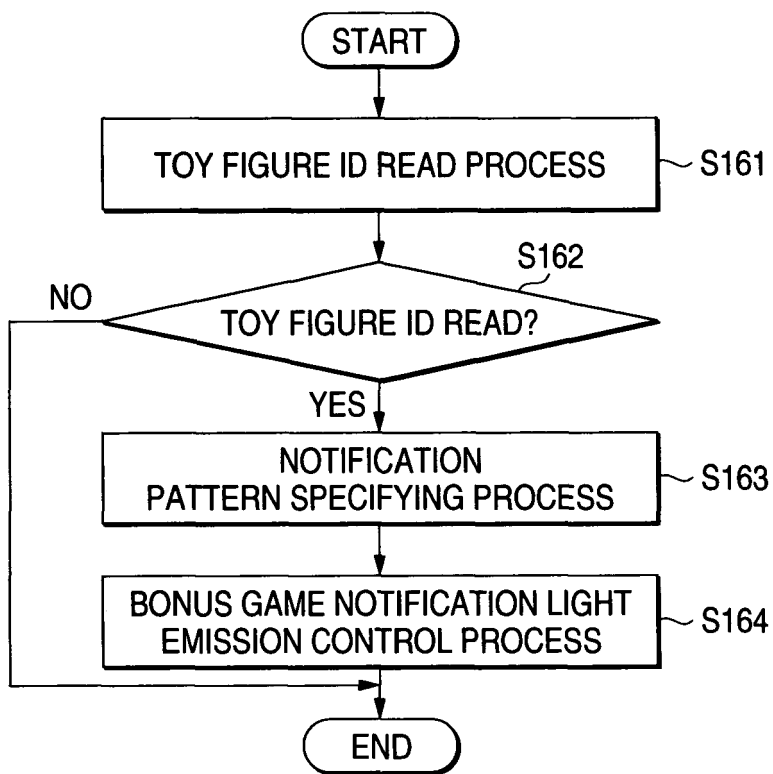 START
TOY FIGURE ID READ PROCESS
S161
S162
NO
TOY FIGURE ID READ?
YES
NOTIFICATION
PATTERN SPECIFYING PROCESS
S163
BONUS GAME NOTIFICATION LIGHT
EMISSION CONTROL PROCESS
S164
END